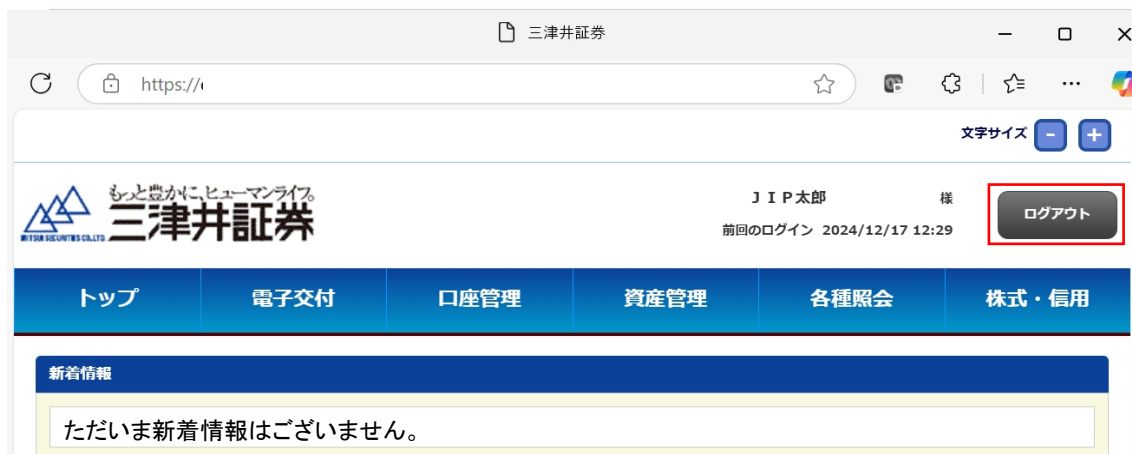 三津井証券
https://
文字サイズ - +
もっと豊かに、ヒューマンライフ。
三津井証券
MITSUI SECURITIES CO.,LTD.
JIP太郎 様
前回のログイン 2024/12/17 12:29
ログアウト
トップ 電子交付 口座管理 資産管理 各種照会 株式・信用
新着情報
ただいま新着情報はございません。